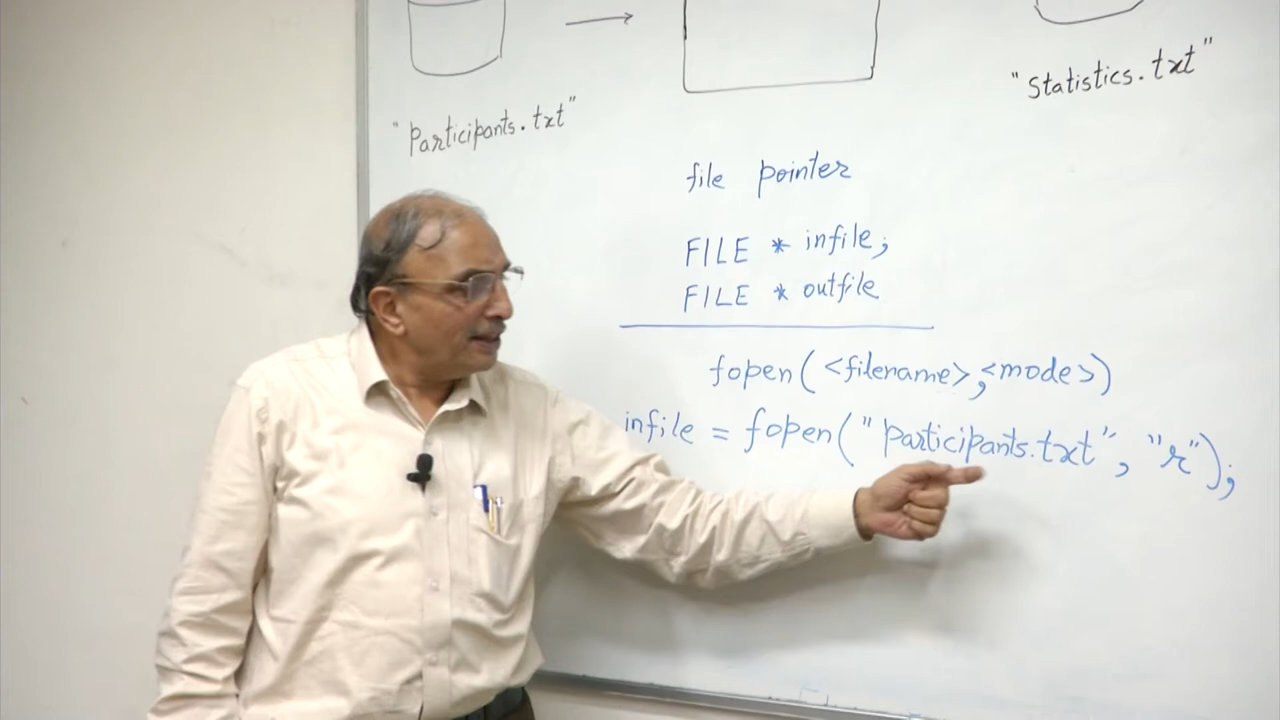 "Statistics.txt"
"Participants.txt"
file pointer
FILE * infile;
FILE * outfile
fopen(<filename>,<mode>)
infile = fopen("participants.txt", "r");